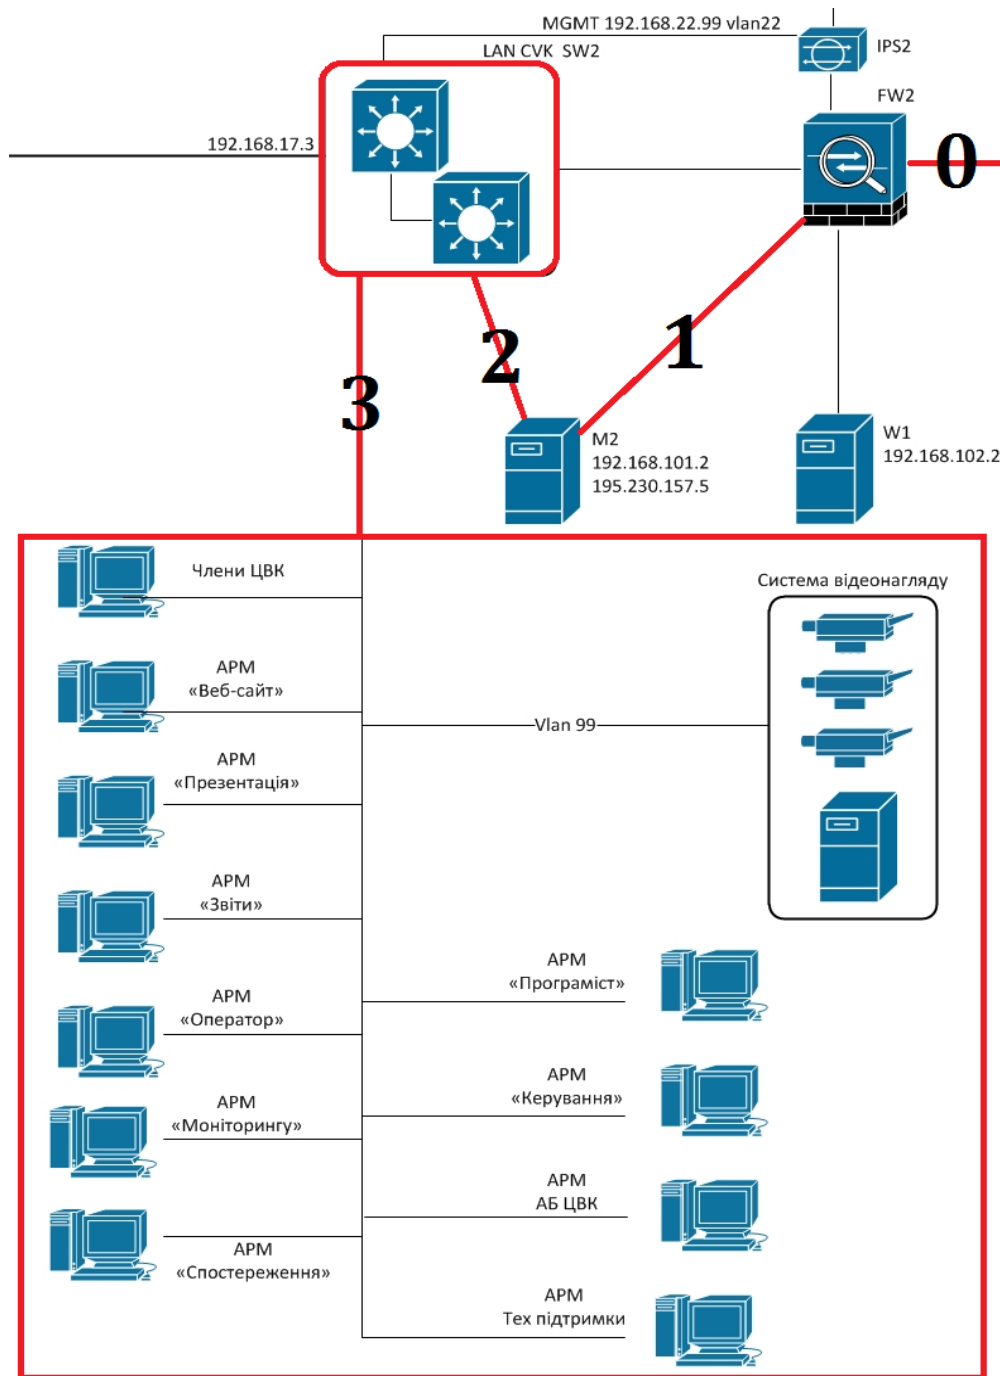 MGMT 192.168.22.99 vlan22
IPS2
LAN CVK SW2
FW2
192.168.17.3
0
1
2
3
M2
192.168.101.2
195.230.157.5
W1
192.168.102.2
Члени ЦВК
Система відеонагляду
АРМ
«Веб-сайт»
Vlan 99
АРМ
«Презентація»
АРМ
«Звіти»
АРМ
«Програміст»
АРМ
«Оператор»
АРМ
«Керування»
АРМ
«Моніторингу»
АРМ
АБ ЦВК
АРМ
«Спостереження»
АРМ
Тех підтримки